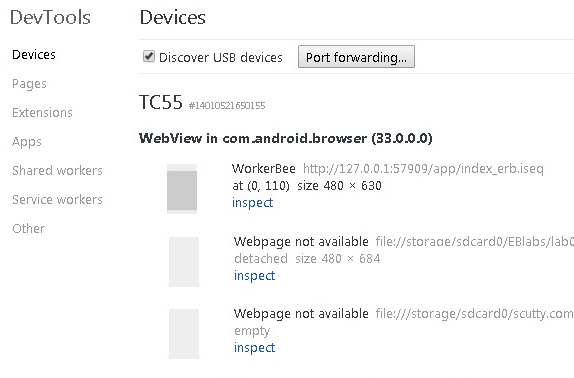 DevTools
Devices
Pages
Extensions
Apps
Shared workers
Service workers
Other
Devices
Discover USB devices
Port forwarding...
TC55 #14010521650155
WebView in com.android.browser (33.0.0.0)
WorkerBee http://127.0.0.1:57909/app/index_erb.iseq
at (0, 110) size 480 × 630
inspect
Webpage not available file://storage/sdcard0/EBlabs/lab0
detached size 480 × 684
inspect
Webpage not available file:///storage/sdcard0/scutty.com
empty
inspect